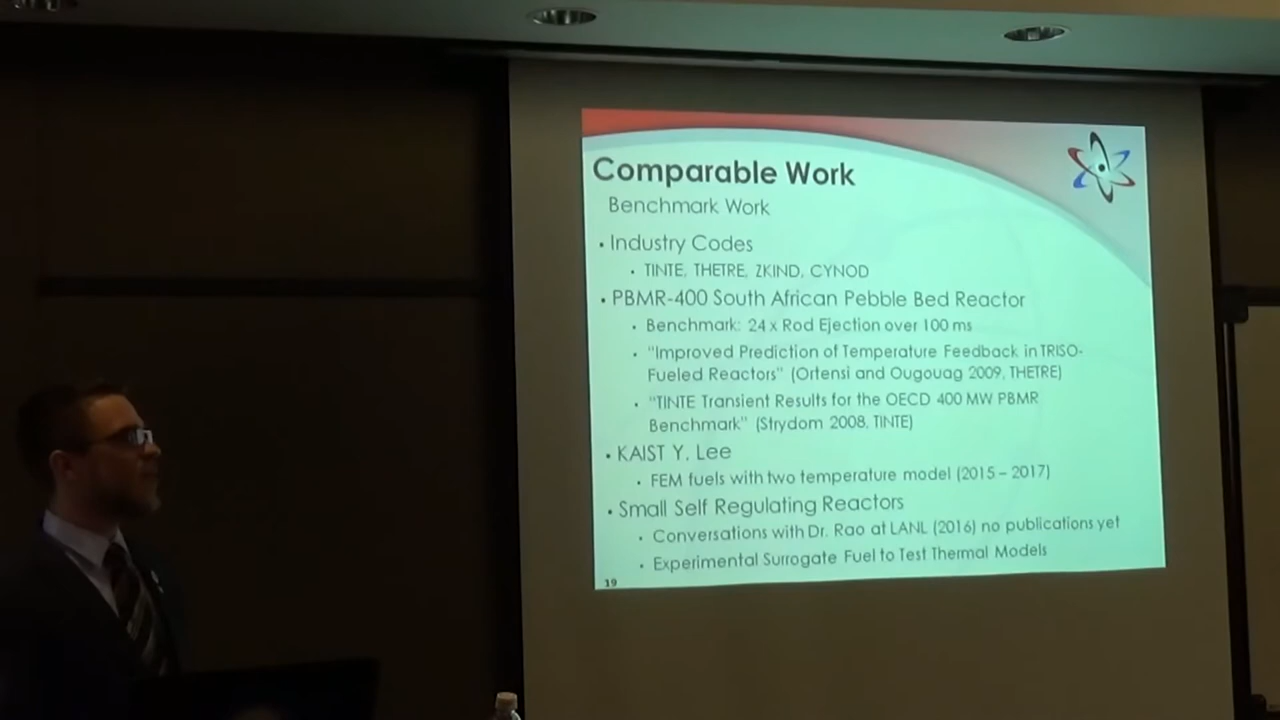 Comparable Work
Benchmark Work
• Industry Codes
• TINTE, THETRE, ZKIND, CYNOD
• PBMR-400 South African Pebble Bed Reactor
• Benchmark: 24 x Rod Ejection over 100 ms
• "Improved Prediction of Temperature Feedback in TRISO-
Fueled Reactors" (Ortensi and Ougouag 2009, THETRE)
• "TINTE Transient Results for the OECD 400 MW PBMR
Benchmark" (Strydom 2008, TINTE)
• KAIST Y. Lee
• FEM fuels with two temperature model (2015 – 2017)
• Small Self Regulating Reactors
• Conversations with Dr. Rao at LANL (2016) no publications yet
• Experimental Surrogate Fuel to Test Thermal Models
19